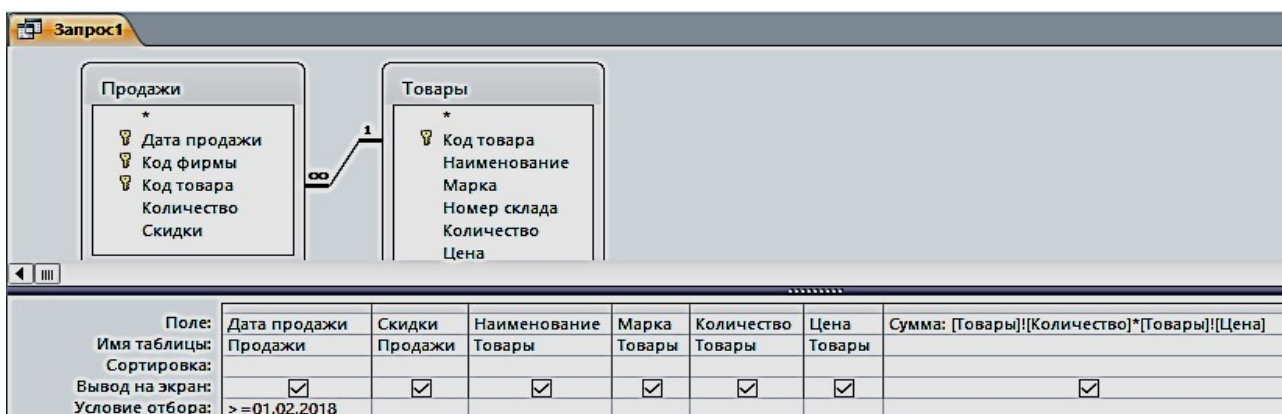 Запрос1
Продажи
*
Дата продажи
Код фирмы
Код товара
Количество
Скидки
∞
1
Товары
*
Код товара
Наименование
Марка
Номер склада
Количество
Цена
Поле: Дата продажи Скидки Наименование Марка Количество Цена Сумма: [Товары]![Количество]*[Товары]![Цена]
Имя таблицы: Продажи Продажи Товары Товары Товары Товары
Сортировка:
Вывод на экран:
Условие отбора: >=01.02.2018